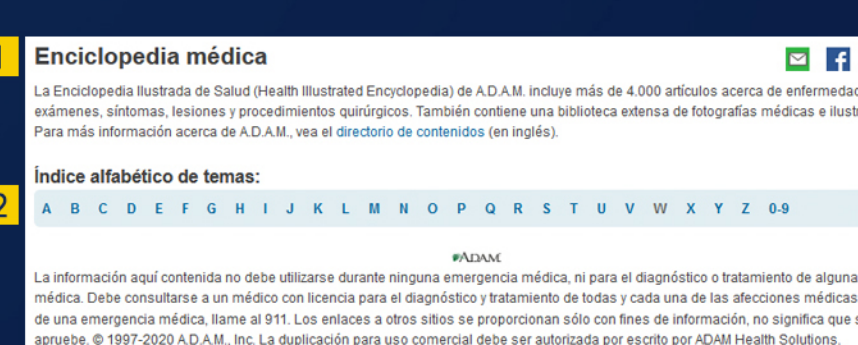 1
Enciclopedia médica
La Enciclopedia Ilustrada de Salud (Health Illustrated Encyclopedia) de A.D.A.M. incluye más de 4.000 artículos acerca de
exámenes, síntomas, lesiones y procedimientos quirúrgicos. También contiene una biblioteca extensa de fotografías médicas e
Para más información acerca de A.D.A.M., vea el directorio de contenidos (en inglés).
Índice alfabético de temas:
2
A B C D E F G H I J K L M N O P Q R S T U V W X Y Z 0-9
ADAM
La información aquí contenida no debe utilizarse durante ninguna emergencia médica, ni para el diagnóstico o tratamiento de alguna
médica. Debe consultarse a un médico con licencia para el diagnóstico y tratamiento de todas y cada una de las afecciones médicas
de una emergencia médica, llame al 911. Los enlaces a otros sitios se proporcionan sólo con fines de información, no significa que
apruebe. © 1997-2020 A.D.A.M., Inc. La duplicación para uso comercial debe ser autorizada por escrito por ADAM Health Solutions.